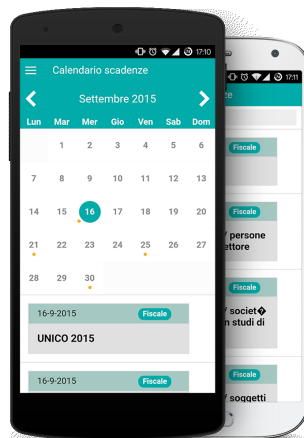 17:10
Calendario scadenze
Settembre 2015
Lun Mar Mer Gio Ven Sab Dom
1 2 3 4 5 6
7 8 9 10 11 12 13
14 15 16 17 18 19 20
21 22 23 24 25 26 27
28 29 30
16-9-2015 Fiscale
UNICO 2015
16-9-2015 Fiscale
17:11
Fiscale
Fiscale
/ persone
ettore
Fiscale
/ societ�
n studi di
Fiscale
/ soggetti